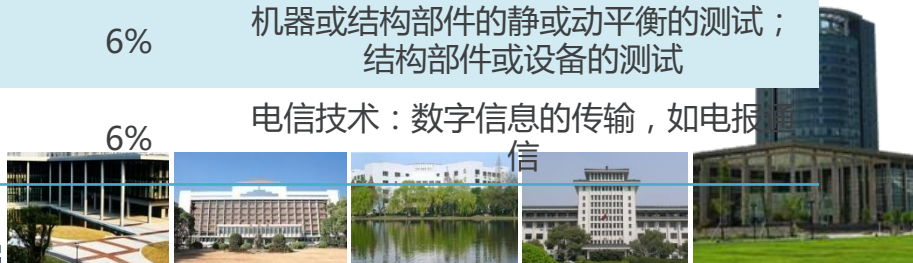 6%
机器或结构部件的静或动平衡的测试；
结构部件或设备的测试
6%
电信技术：数字信息的传输，如电报通
信